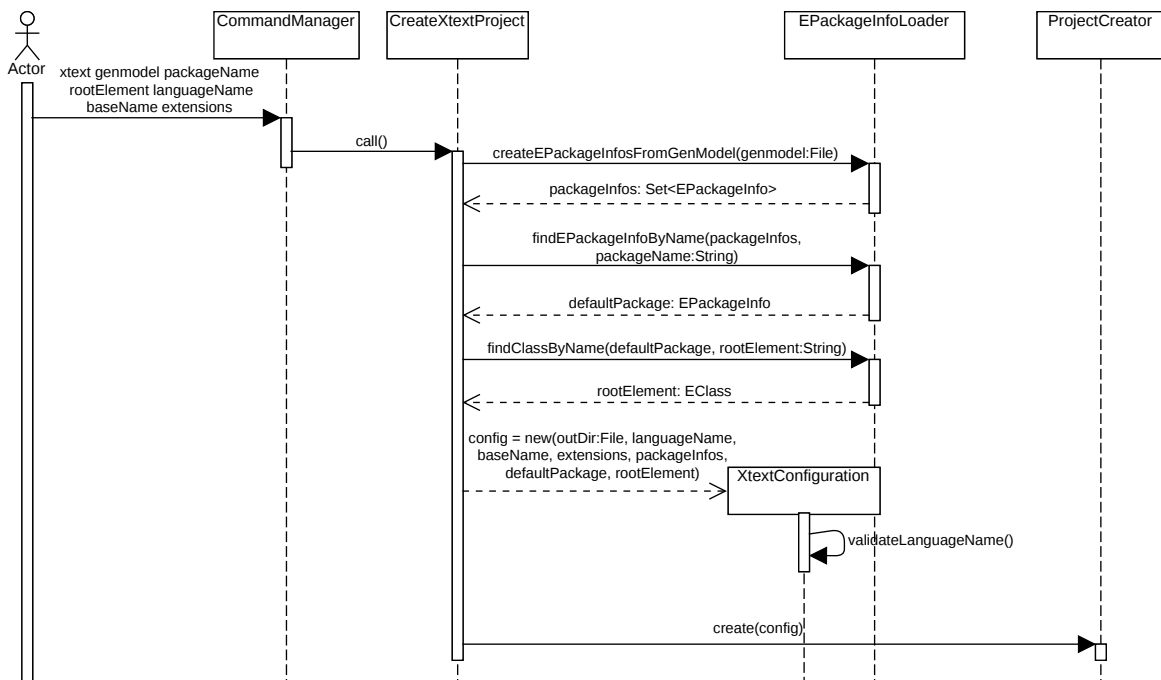 CommandManager
CreateXtextProject
EPackageInfoLoader
ProjectCreator
Actor
xtext genmodel packageName
rootElement languageName
baseName extensions
call()
createEPackageInfosFromGenModel(genmodel:File)
packageInfos: Set<EPackageInfo>
findEPackageInfoByName(packageInfos,
packageName:String)
defaultPackage: EPackageInfo
findClassByName(defaultPackage, rootElement:String)
rootElement: EClass
config = new(outDir:File, languageName,
baseName, extensions, packageInfos,
defaultPackage, rootElement)
XtextConfiguration
validateLanguageName()
create(config)